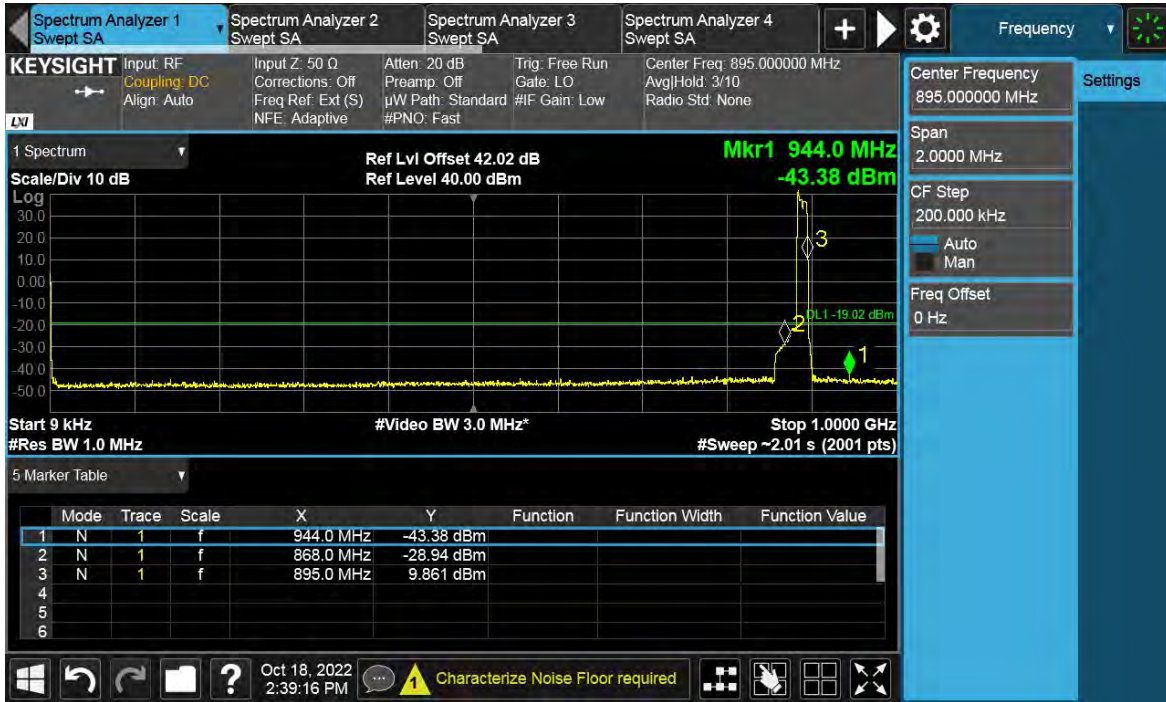 Spectrum Analyzer 1
Swept SA
Spectrum Analyzer 2
Swept SA
Spectrum Analyzer 3
Swept SA
Spectrum Analyzer 4
Swept SA
+
Frequency
KEYSIGHT
LXI
Input: RF
Coupling: DC
Align: Auto
Input Z: 50 Ω
Corrections: Off
Freq Ref: Ext (S)
NFE: Adaptive
Atten: 20 dB
Preamp: Off
µW Path: Standard
#PNO: Fast
Trig: Free Run
Gate: LO
#IF Gain: Low
Center Freq: 895.000000 MHz
Avg|Hold: 3/10
Radio Std: None
Center Frequency
895.000000 MHz
Settings
Span
2.0000 MHz
CF Step
200.000 kHz
Auto
Man
Freq Offset
0 Hz
1 Spectrum
Scale/Div 10 dB
Ref Lvl Offset 42.02 dB
Ref Level 40.00 dBm
Mkr1 944.0 MHz
-43.38 dBm
Log
30.0
20.0
10.0
0.00
-10.0
-20.0
-30.0
-40.0
-50.0
3
2
DL1 -19.02 dBm
1
Start 9 kHz
#Res BW 1.0 MHz
#Video BW 3.0 MHz*
Stop 1.0000 GHz
#Sweep ~2.01 s (2001 pts)
5 Marker Table
Mode Trace Scale X Y Function Function Width Function Value
1 N 1 f 944.0 MHz -43.38 dBm
2 N 1 f 868.0 MHz -28.94 dBm
3 N 1 f 895.0 MHz 9.861 dBm
4
5
6
?
Oct 18, 2022
2:39:16 PM
1
Characterize Noise Floor required